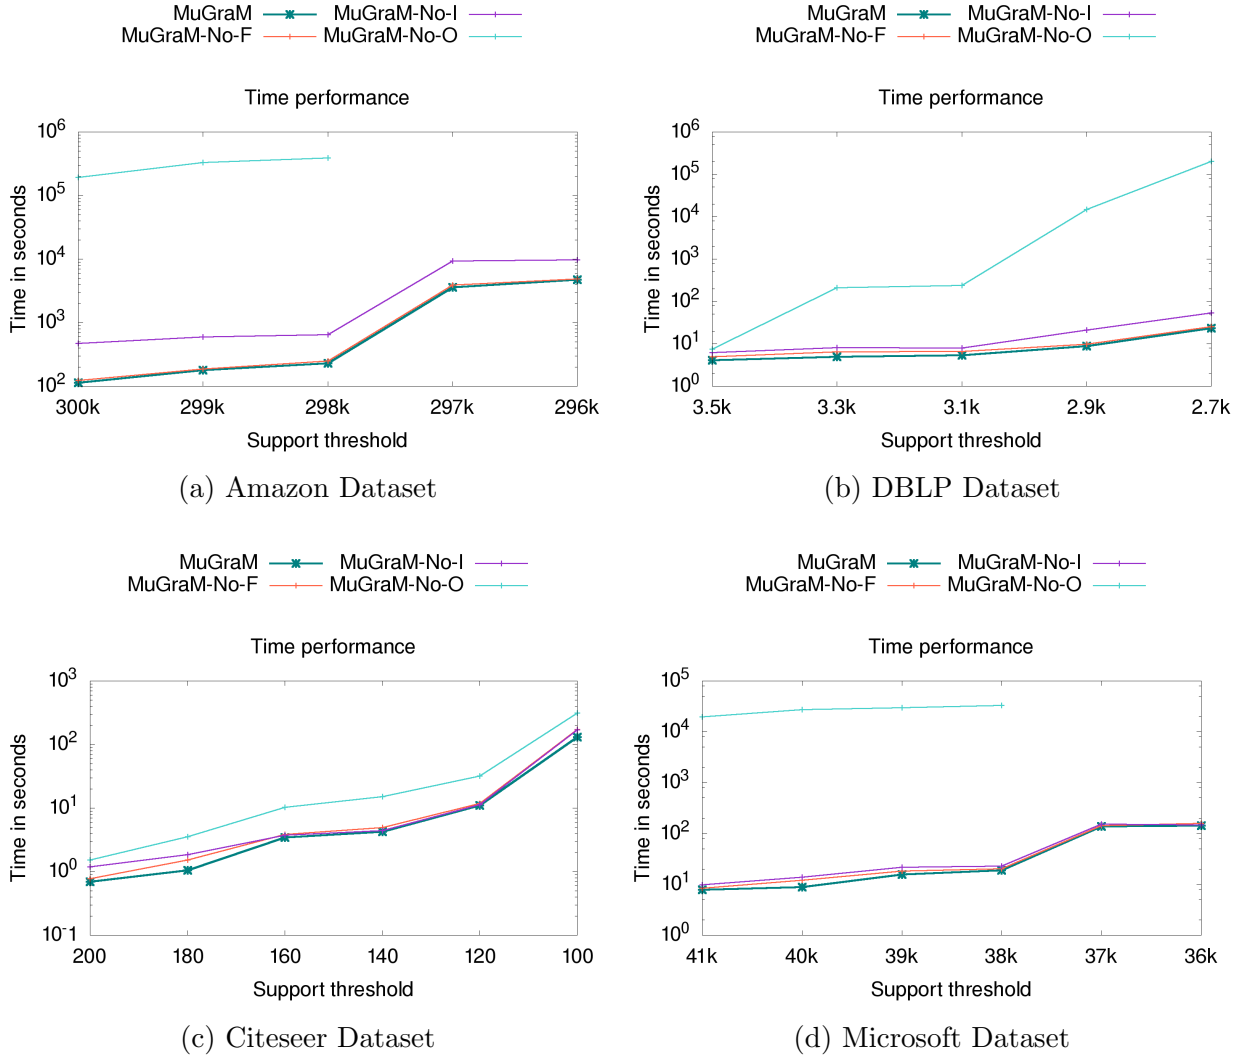 MuGraM MuGraM-No-I
MuGraM-No-F MuGraM-No-O
Time performance
10^6
10^5
10^4
10^3
10^2
Time in seconds
300k 299k 298k 297k 296k
Support threshold
(a) Amazon Dataset
MuGraM MuGraM-No-I
MuGraM-No-F MuGraM-No-O
Time performance
10^6
10^5
10^4
10^3
10^2
10^1
10^0
Time in seconds
3.5k 3.3k 3.1k 2.9k 2.7k
Support threshold
(b) DBLP Dataset
MuGraM MuGraM-No-I
MuGraM-No-F MuGraM-No-O
Time performance
10^3
10^2
10^1
10^0
10^-1
Time in seconds
200 180 160 140 120 100
Support threshold
(c) Citeseer Dataset
MuGraM MuGraM-No-I
MuGraM-No-F MuGraM-No-O
Time performance
10^5
10^4
10^3
10^2
10^1
10^0
Time in seconds
41k 40k 39k 38k 37k 36k
Support threshold
(d) Microsoft Dataset